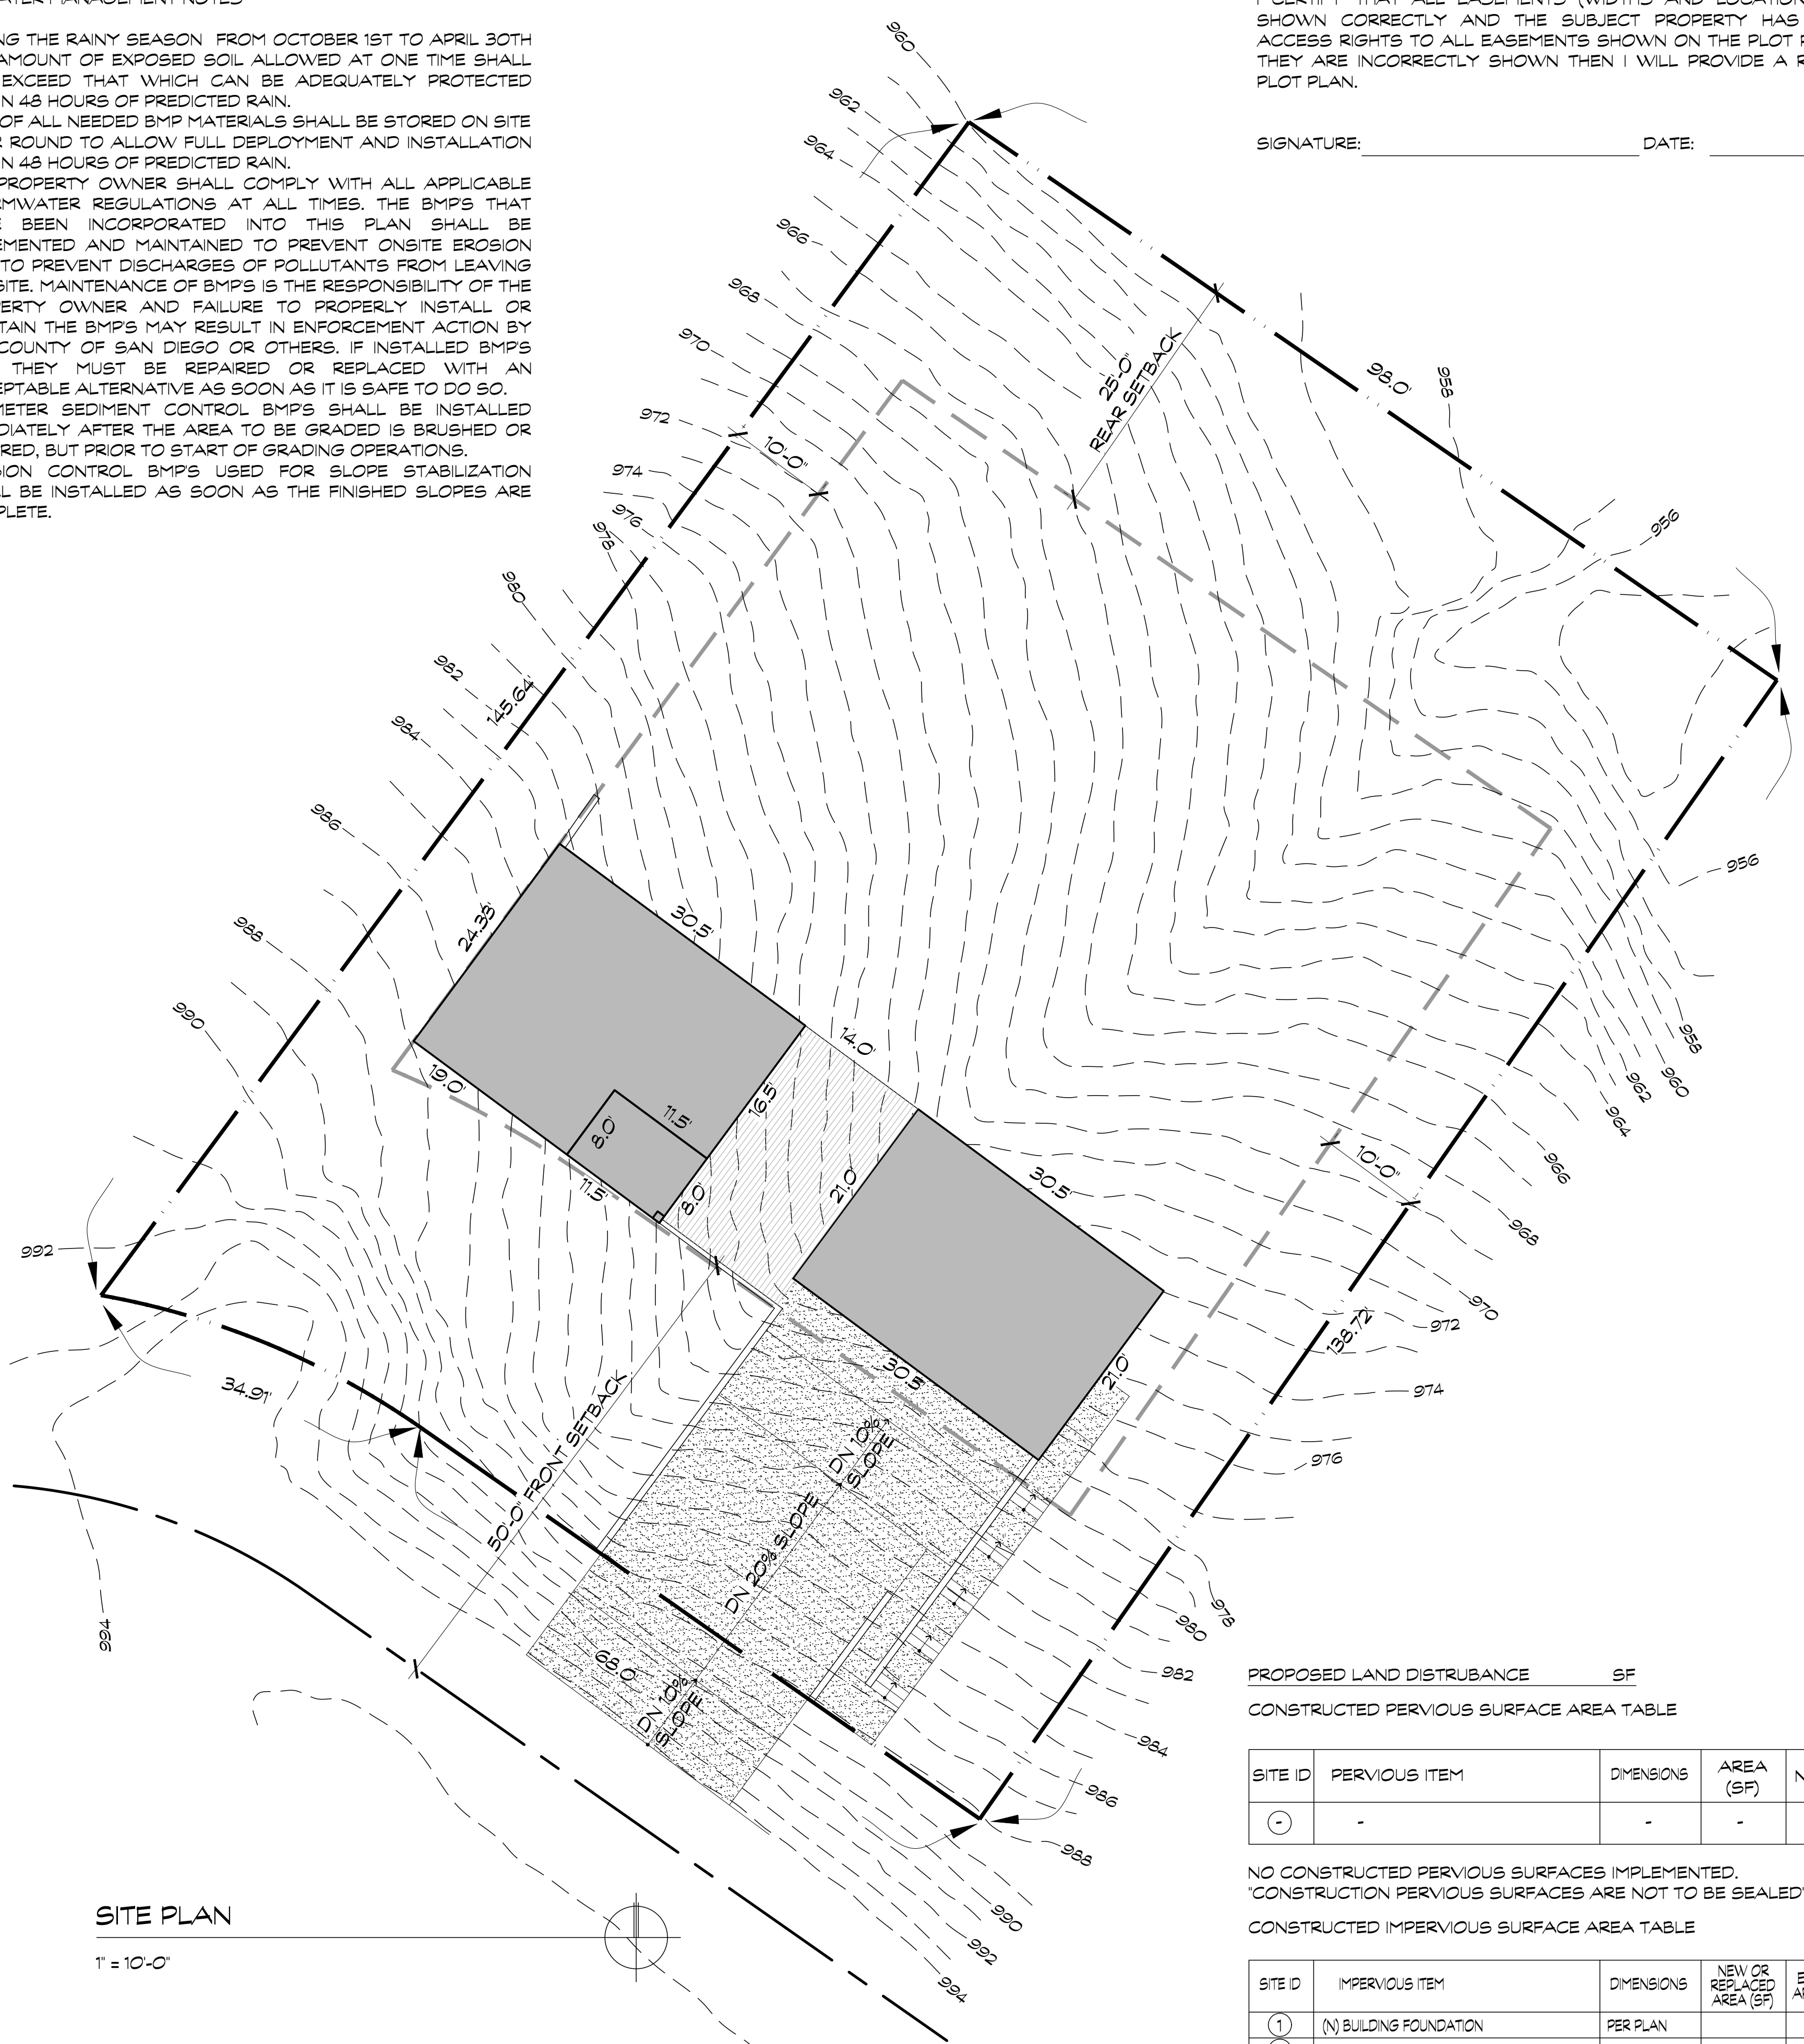 NG THE RAINY SEASON FROM OCTOBER 1ST TO APRIL 30TH
AMOUNT OF EXPOSED SOIL ALLOWED AT ONE TIME SHALL
EXCEED THAT WHICH CAN BE ADEQUATELY PROTECTED
N 48 HOURS OF PREDICTED RAIN.
OF ALL NEEDED BMP MATERIALS SHALL BE STORED ON SITE
R ROUND TO ALLOW FULL DEPLOYMENT AND INSTALLATION
N 48 HOURS OF PREDICTED RAIN.
PROPERTY OWNER SHALL COMPLY WITH ALL APPLICABLE
RMWATER REGULATIONS AT ALL TIMES. THE BMP'S THAT
E BEEN INCORPORATED INTO THIS PLAN SHALL BE
EMENTED AND MAINTAINED TO PREVENT ONSITE EROSION
TO PREVENT DISCHARGES OF POLLUTANTS FROM LEAVING
SITE. MAINTENANCE OF BMP'S IS THE RESPONSIBILITY OF THE
PERTY OWNER AND FAILURE TO PROPERLY INSTALL OR
TAIN THE BMP'S MAY RESULT IN ENFORCEMENT ACTION BY
COUNTY OF SAN DIEGO OR OTHERS. IF INSTALLED BMP'S
THEY MUST BE REPAIRED OR REPLACED WITH AN
EPTABLE ALTERNATIVE AS SOON AS IT IS SAFE TO DO SO.
METER SEDIMENT CONTROL BMP'S SHALL BE INSTALLED
DIATELY AFTER THE AREA TO BE GRADED IS BRUSHED OR
RED, BUT PRIOR TO START OF GRADING OPERATIONS.
SION CONTROL BMP'S USED FOR SLOPE STABILIZATION
L BE INSTALLED AS SOON AS THE FINISHED SLOPES ARE
PLETE.
SHOWN CORRECTLY AND THE SUBJECT PROPERTY HAS
ACCESS RIGHTS TO ALL EASEMENTS SHOWN ON THE PLOT
THEY ARE INCORRECTLY SHOWN THEN I WILL PROVIDE A R
PLOT PLAN.
SIGNATURE: DATE:
960
962
964
966
968
970
972
974
976
978
980
982
984
986
988
990
992
994
25'-0"
REAR SETBACK
98.0'
958
956
956
10'-0"
145.64'
24.33'
30.5'
14.0'
19.0'
11.5'
8.0'
16.5'
11.5'
8.0'
21.0'
30.5'
30.5'
21.0'
10'-0"
138.72'
958
960
962
964
966
968
970
972
974
976
978
980
982
984
986
988
990
992
994
34.91'
50'-0" FRONT SETBACK
DN 10%
SLOPE
DN 20% SLOPE
68.0'
DN 10%
SLOPE
SITE PLAN
1" = 10'-0"
PROPOSED LAND DISTRUBANCE SF
CONSTRUCTED PERVIOUS SURFACE AREA TABLE
SITE ID PERVIOUS ITEM DIMENSIONS AREA (SF) N
- - - -
NO CONSTRUCTED PERVIOUS SURFACES IMPLEMENTED.
"CONSTRUCTION PERVIOUS SURFACES ARE NOT TO BE SEALED"
CONSTRUCTED IMPERVIOUS SURFACE AREA TABLE
SITE ID IMPERVIOUS ITEM DIMENSIONS NEW OR REPLACED AREA (SF)
1 (N) BUILDING FOUNDATION PER PLAN